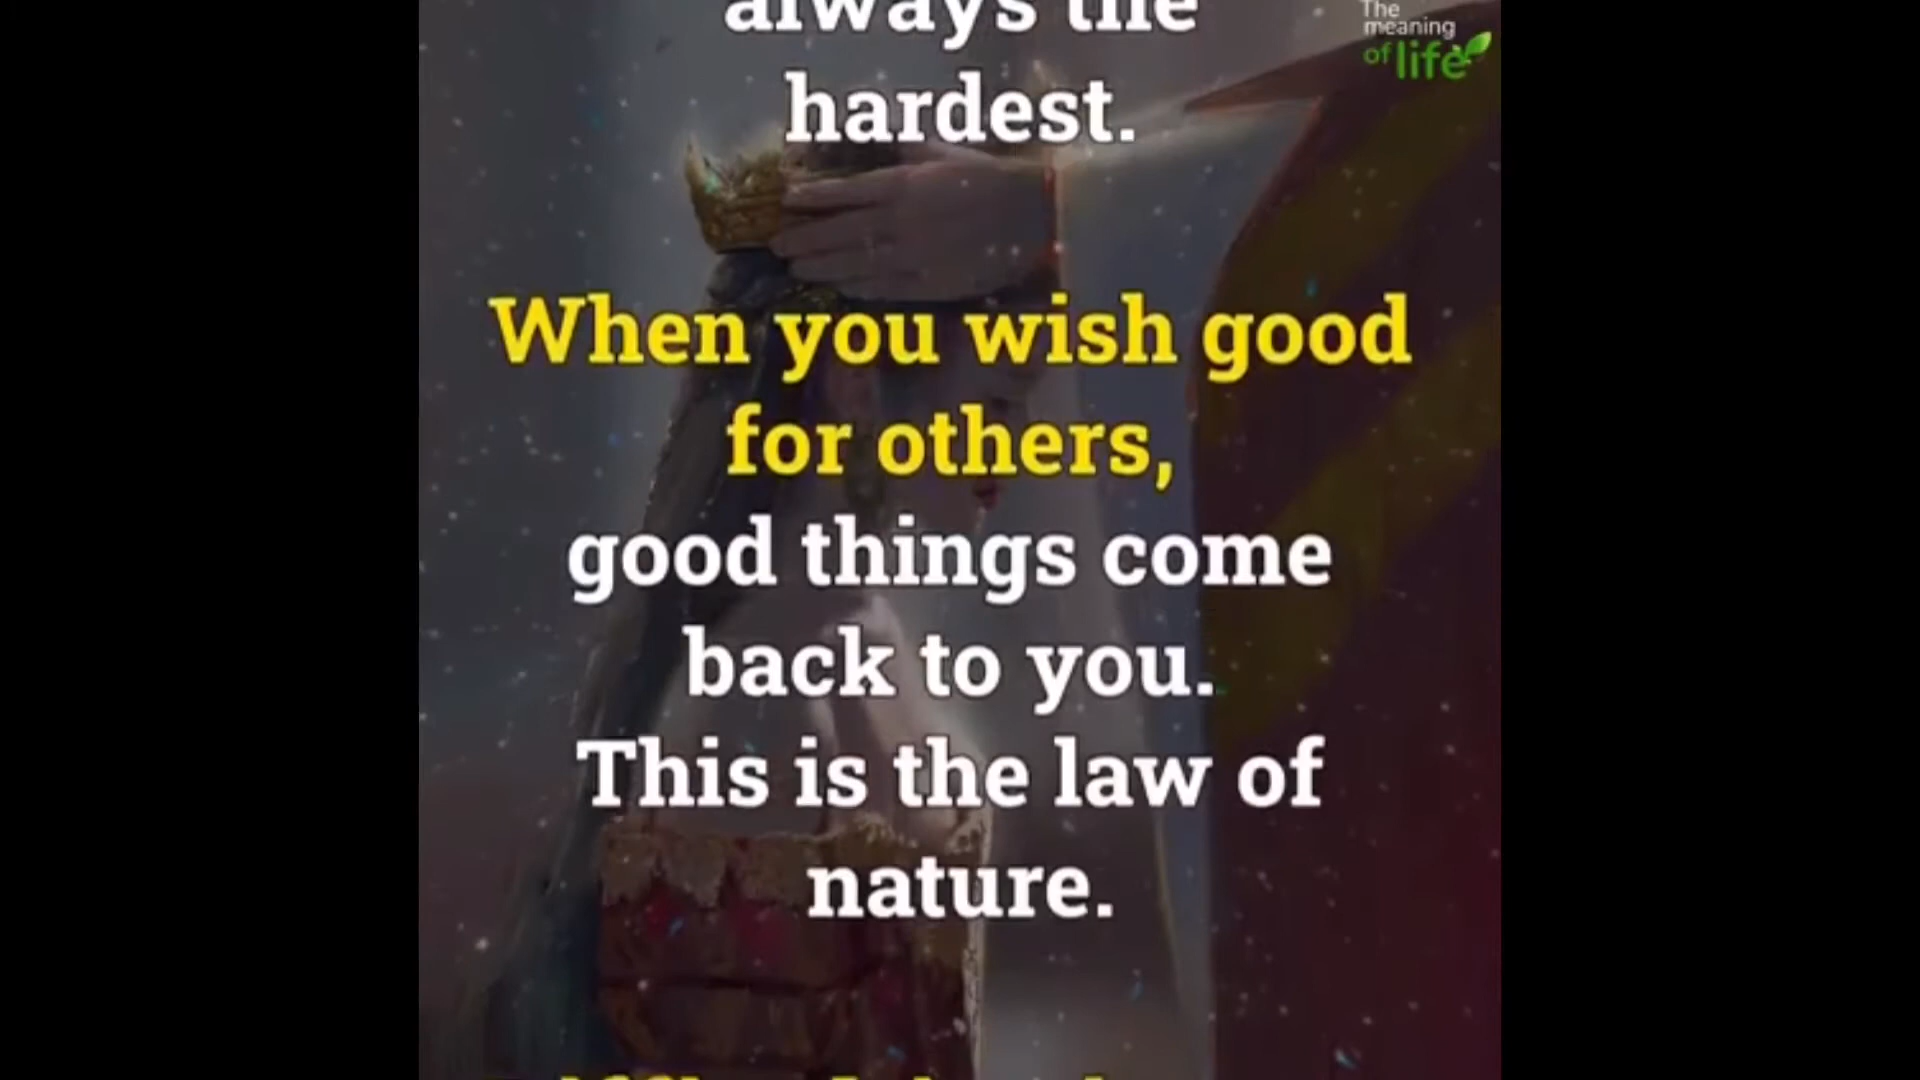 always the
hardest.
The
meaning
of life
When you wish good
for others,
good things come
back to you.
This is the law of
nature.